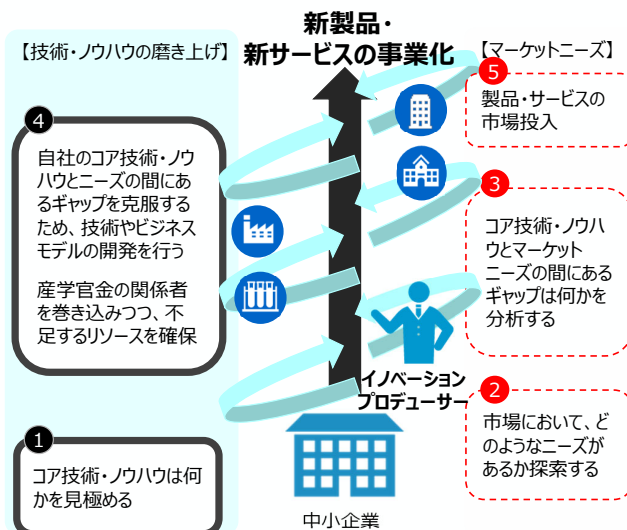 新製品・
新サービスの事業化
【技術・ノウハウの磨き上げ】
【マーケットニーズ】
5
製品・サービスの
市場投入
4
自社のコア技術・ノウ
ハウとニーズの間にあ
るギャップを克服する
ため、技術やビジネス
モデルの開発を行う
産学官金の関係者
を巻き込みつつ、不
足するリソースを確保
3
コア技術・ノウハ
ウとマーケット
ニーズの間にある
ギャップは何かを
分析する
イノベーション
プロデューサー
2
市場において、ど
のようなニーズが
あるか探索する
1
コア技術・ノウハウは何
かを見極める
中小企業